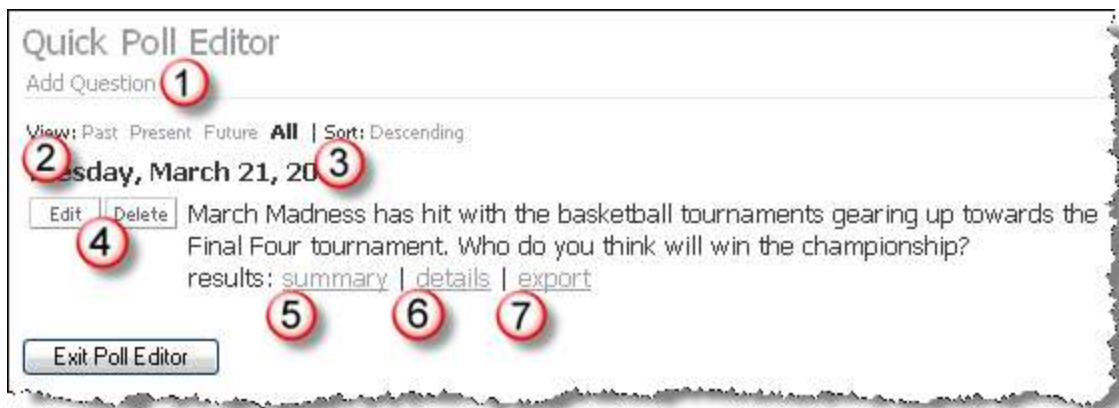 Quick Poll Editor
Add Question 1
View: Past Present Future All | Sort: Descending
2 3
March 21,
Edit Delete March Madness has hit with the basketball tournaments gearing up towards the
4 Final Four tournament. Who do you think will win the championship?
results: summary | details | export
5 6 7
Exit Poll Editor